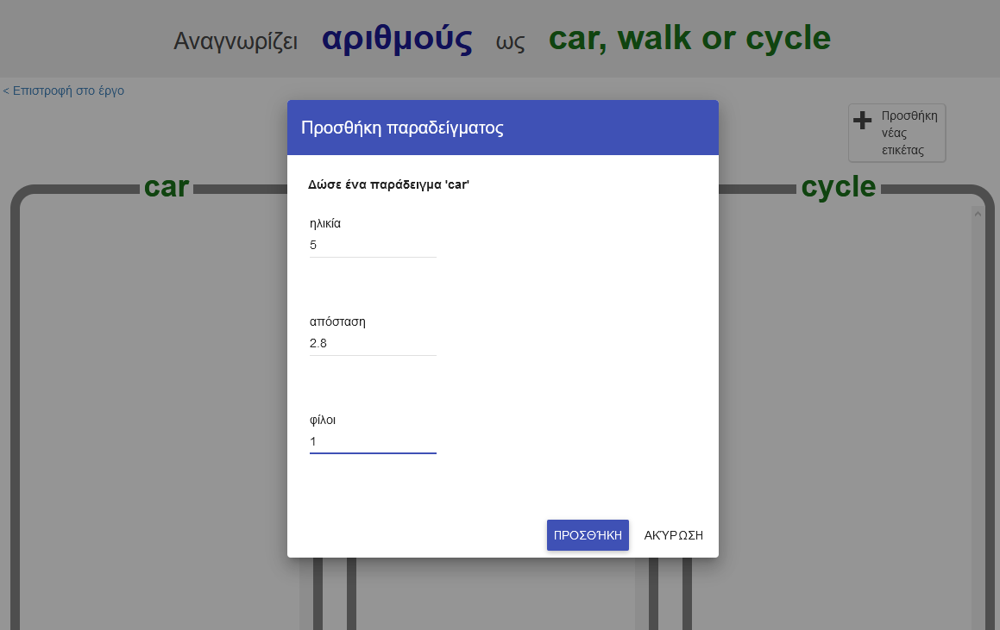 Αναγνωρίζει αριθμούς ως car, walk or cycle
< Επιστροφή στο έργο
Προσθήκη
νέας
ετικέτας
car
cycle
Προσθήκη παραδείγματος
Δώσε ένα παράδειγμα 'car'
ηλικία
5
απόσταση
2.8
φίλοι
1
ΠΡΟΣΘΉΚΗ ΑΚΎΡΩΣΗ